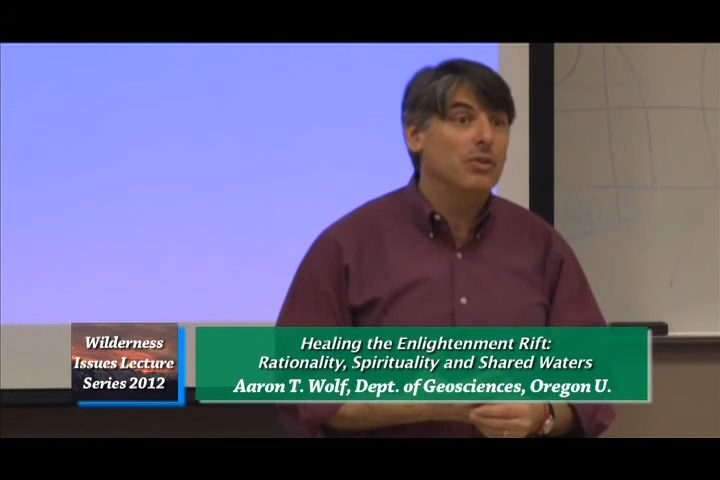 Wilderness
Issues Lecture
Series 2012
Healing the Enlightenment Rift:
Rationality, Spirituality and Shared Waters
Aaron T. Wolf, Dept. of Geosciences, Oregon U.